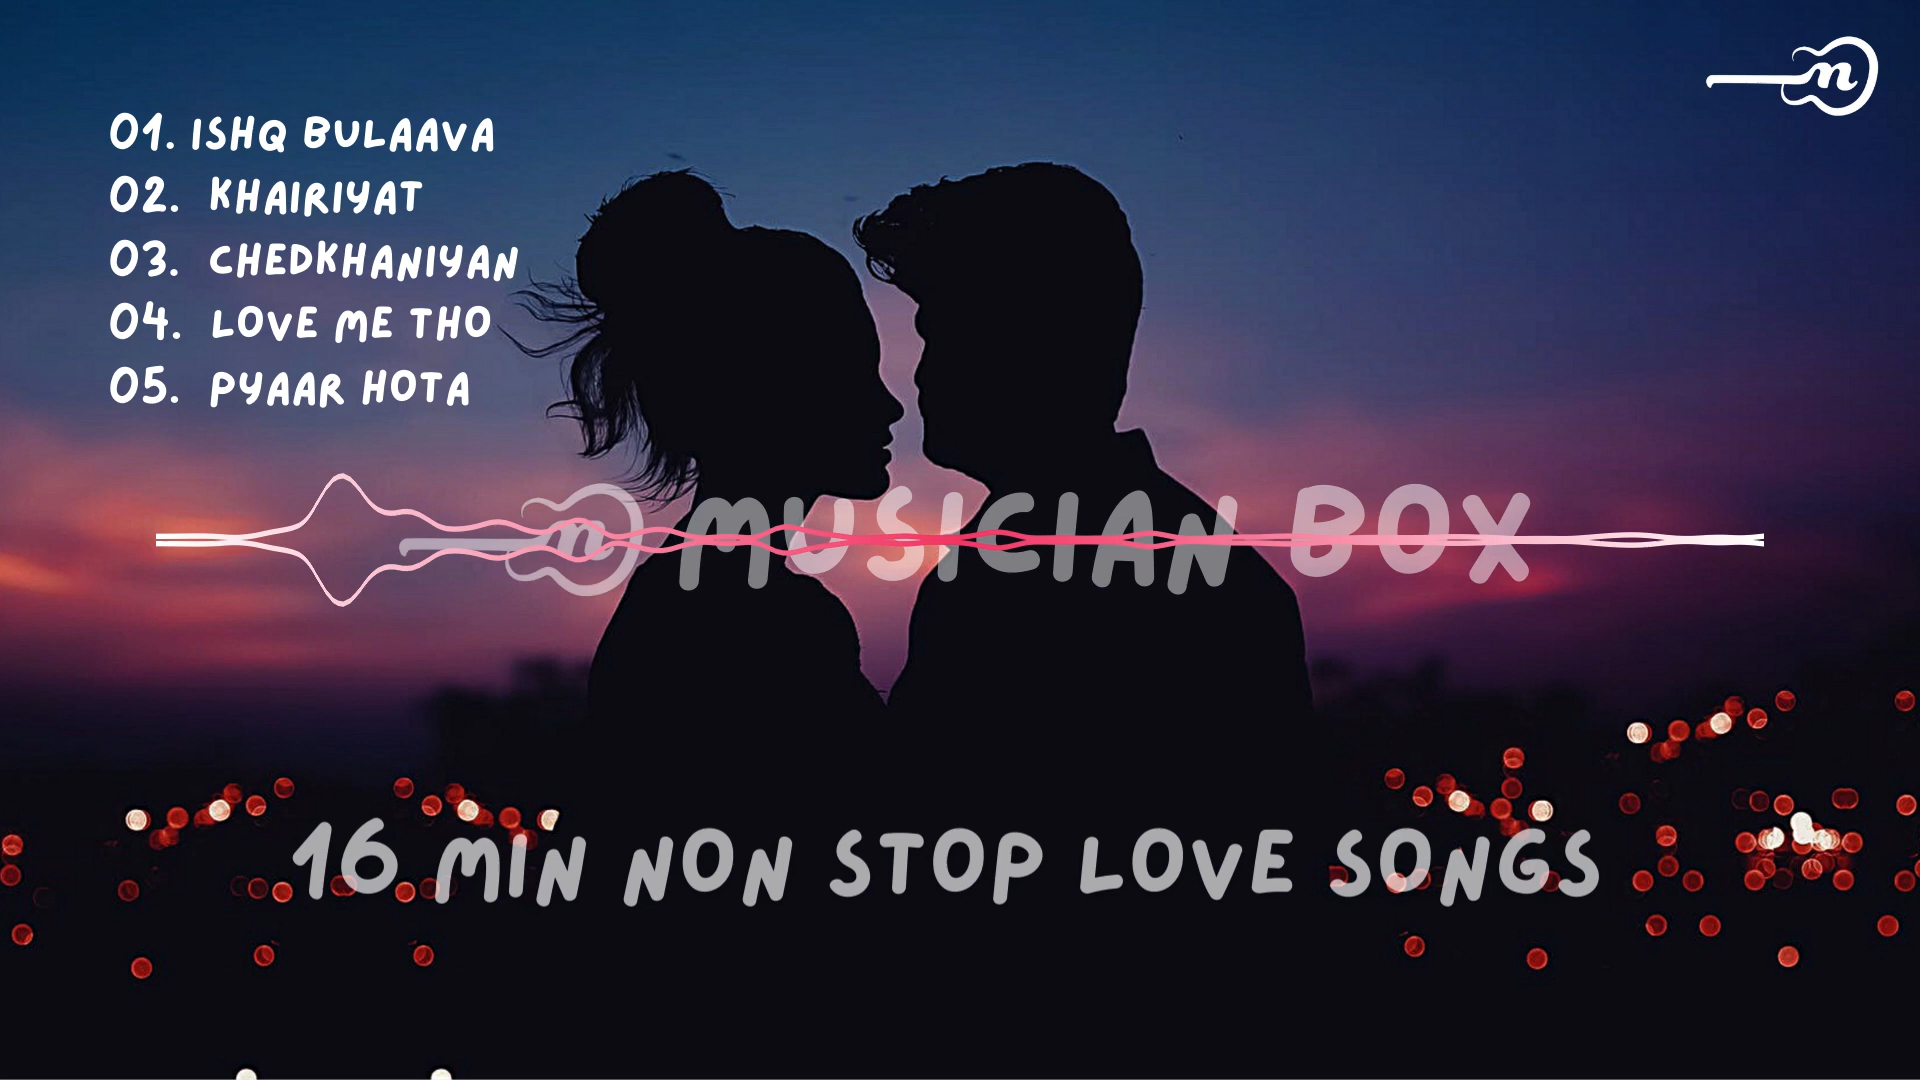 01. ISHQ BULAAVA
02. KHAIRIYAT
03. CHEDKHANIYAN
04. LOVE ME THO
05. PYAAR HOTA
n
n MUSICIAN BOX
16 MIN NON STOP LOVE SONGS